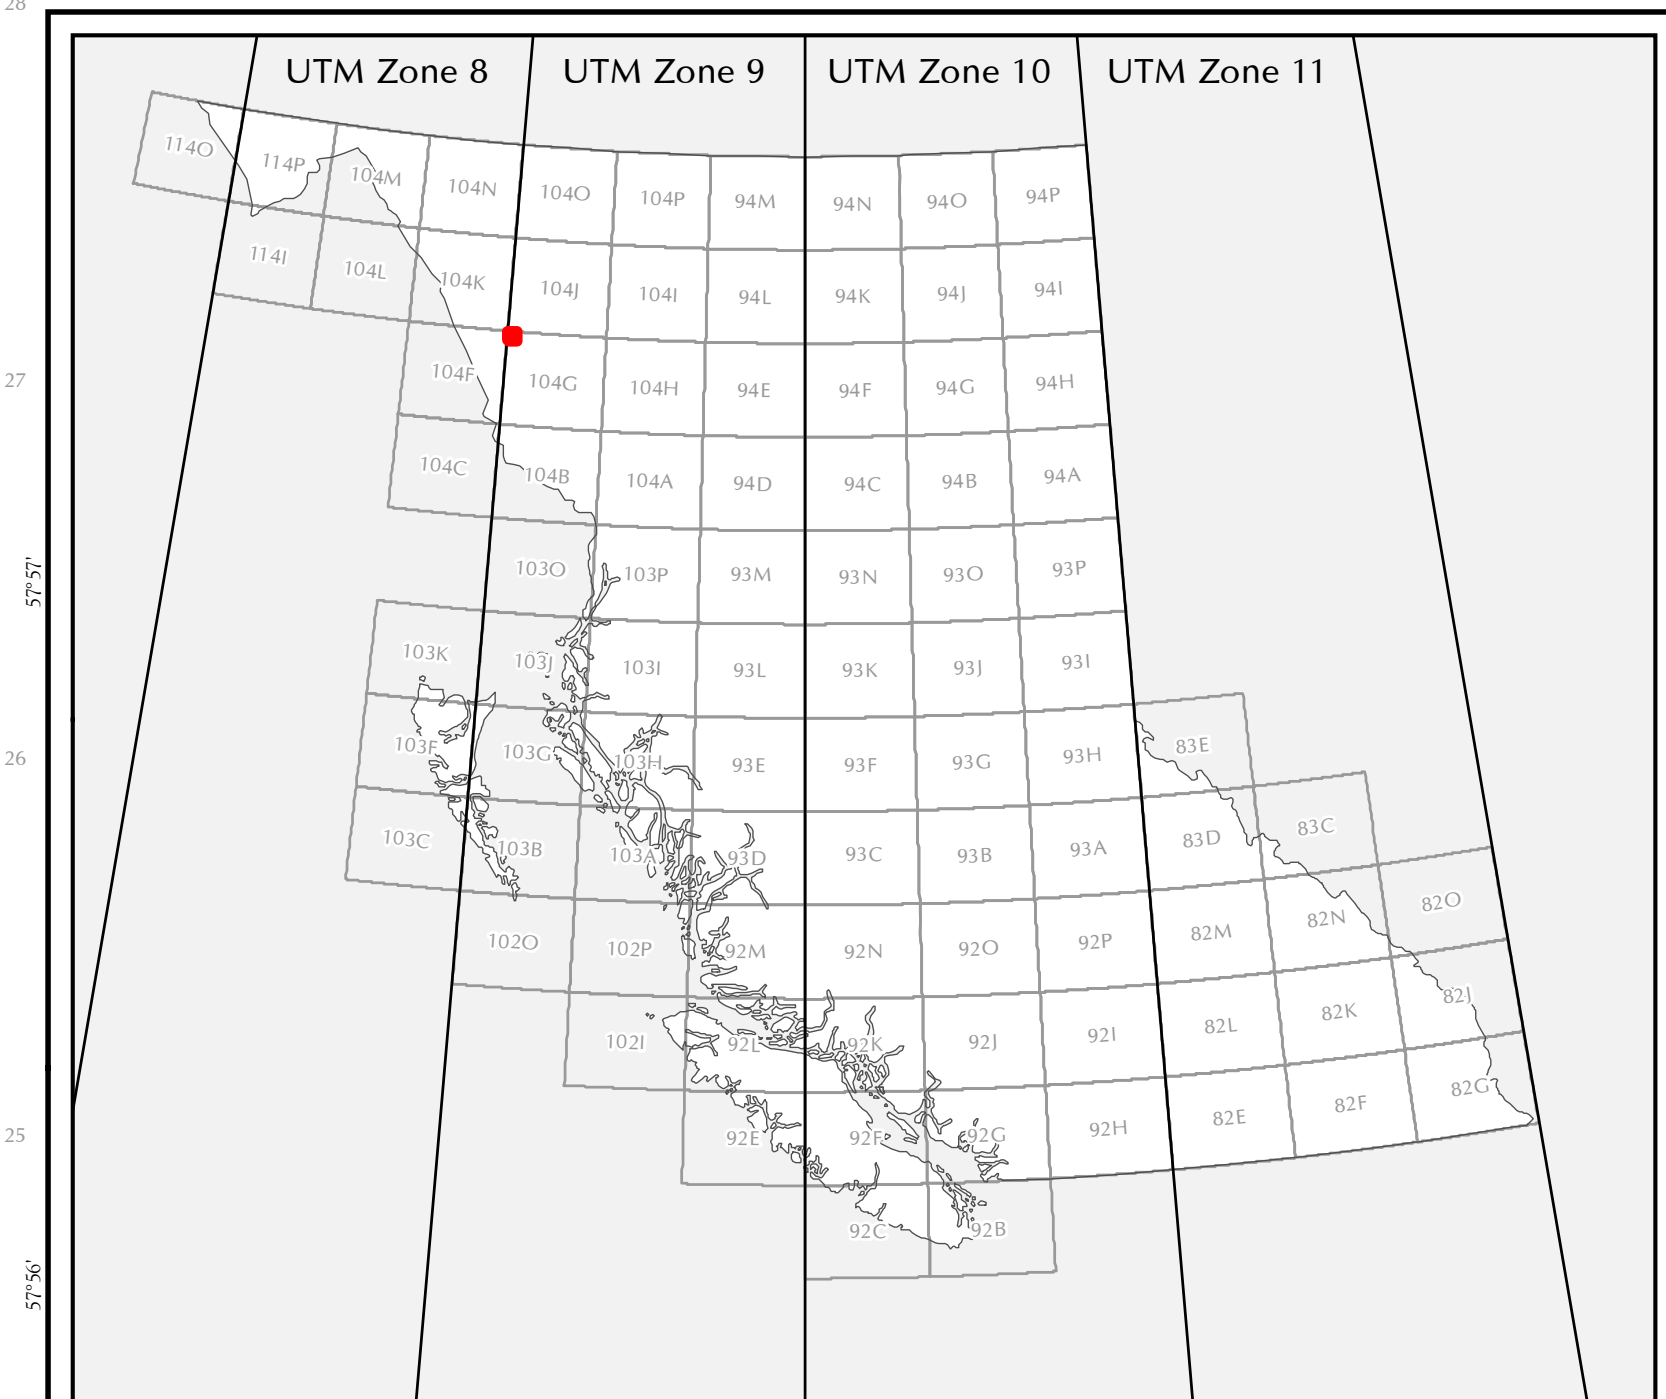 28
UTM Zone 8 UTM Zone 9 UTM Zone 10 UTM Zone 11
114O 114P 104M 104N 104O 104P 94M 94N 94O 94P
114I 104L 104K 104J 104I 94L 94K 94J 94I
27 104F 104G 104H 94E 94F 94G 94H
104C 104B 104A 94D 94C 94B 94A
57°57'
103O 103P 93M 93N 93O 93P
103K 103J 103I 93L 93K 93J 93I
26 103F 103G 103H 93E 93F 93G 93H 83E
103C 103B 103A 93D 93C 93B 93A 83D 83C
102O 102P 92M 92N 92O 92P 82M 82N 82O
102I 92L 92K 92J 92I 82L 82K 82J
25 92E 92F 92G 92H 82E 82F 82G
92C 92B
57°56'